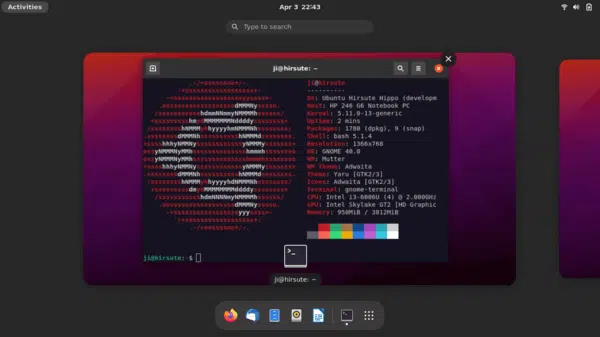 Activities
Apr 3 22:43
Type to search
ji@hirsute: ~
ji@hirsute
----------
OS: Ubuntu Hirsute Hippo (developm
Host: HP 246 G6 Notebook PC
Kernel: 5.11.0-13-generic
Uptime: 2 mins
Packages: 1780 (dpkg), 9 (snap)
Shell: bash 5.1.4
Resolution: 1366x768
DE: GNOME 40.0
WM: Mutter
WM Theme: Adwaita
Theme: Yaru [GTK2/3]
Icons: Adwaita [GTK2/3]
Terminal: gnome-terminal
CPU: Intel i3-6006U (4) @ 2.000GHz
GPU: Intel Skylake GT2 [HD Graphic
Memory: 950MiB / 3812MiB
ji@hirsute:~$
ji@hirsute: ~